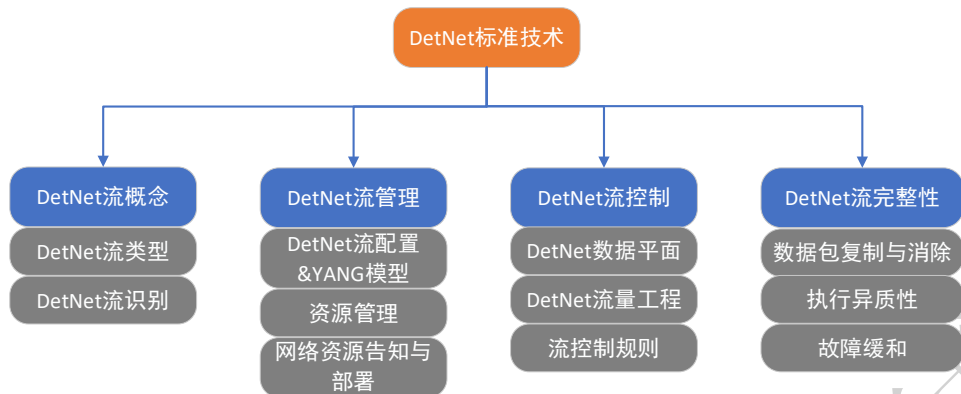 DetNet标准技术
DetNet流概念
DetNet流类型
DetNet流识别
DetNet流管理
DetNet流配置
&YANG模型
资源管理
网络资源告知与
部署
DetNet流控制
DetNet数据平面
DetNet流量工程
流控制规则
DetNet流完整性
数据包复制与消除
执行异质性
故障缓和